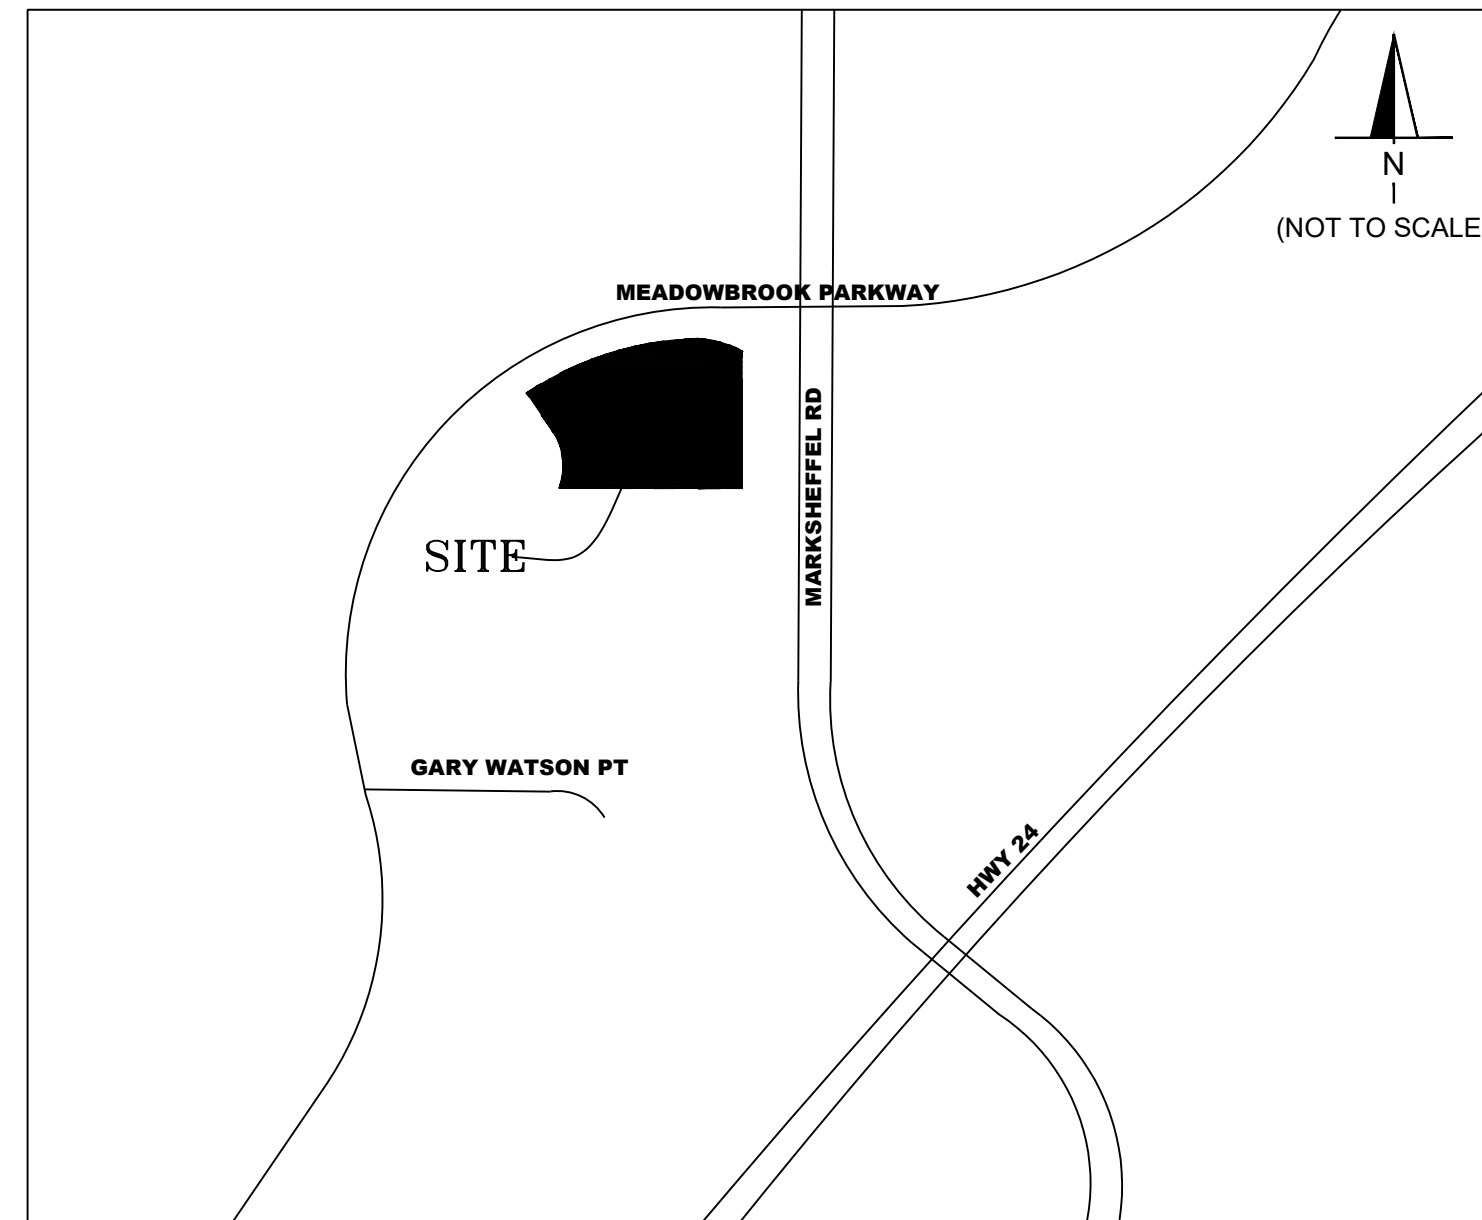 N
(NOT TO SCALE
MEADOWBROOK PARKWAY
MARKSHEFFEL RD
SITE
GARY WATSON PT
HWY 24